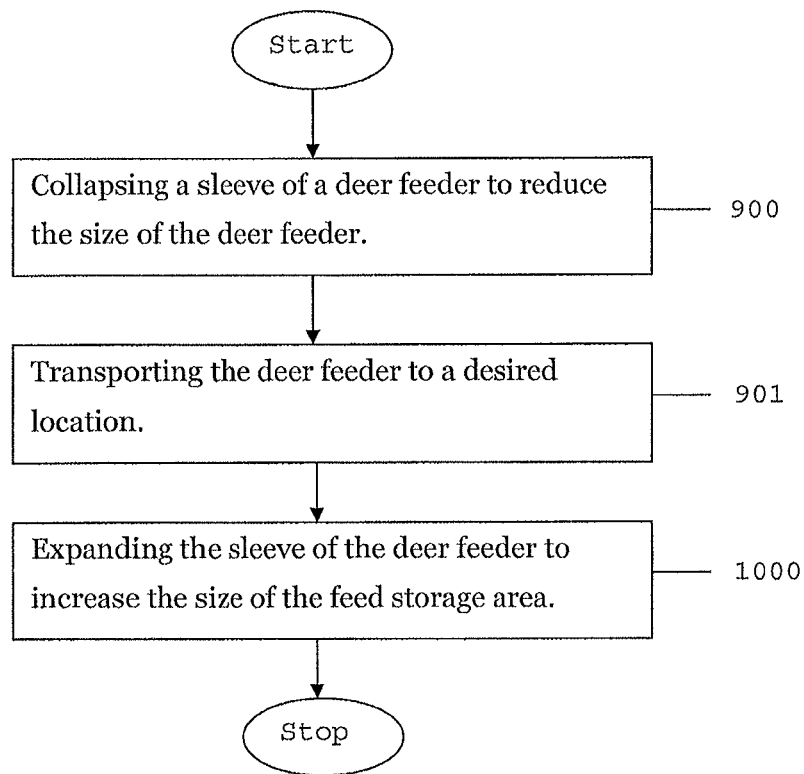 Start
Collapsing a sleeve of a deer feeder to reduce
the size of the deer feeder.
900
Transporting the deer feeder to a desired
location.
901
Expanding the sleeve of the deer feeder to
increase the size of the feed storage area.
1000
Stop